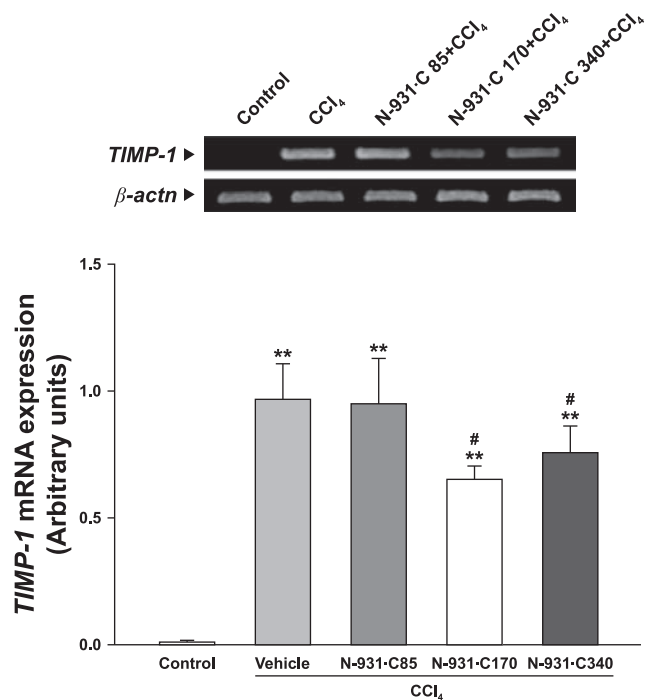 Control
CCl₄
N-931·C 85+CCl₄
N-931·C 170+CCl₄
N-931·C 340+CCl₄
TIMP-1
β-actn
TIMP-1 mRNA expression
(Arbitrary units)
1.5
1.0
0.5
0.0
**
**
#
**
#
**
Control Vehicle N-931·C85 N-931·C170 N-931·C340
CCl₄